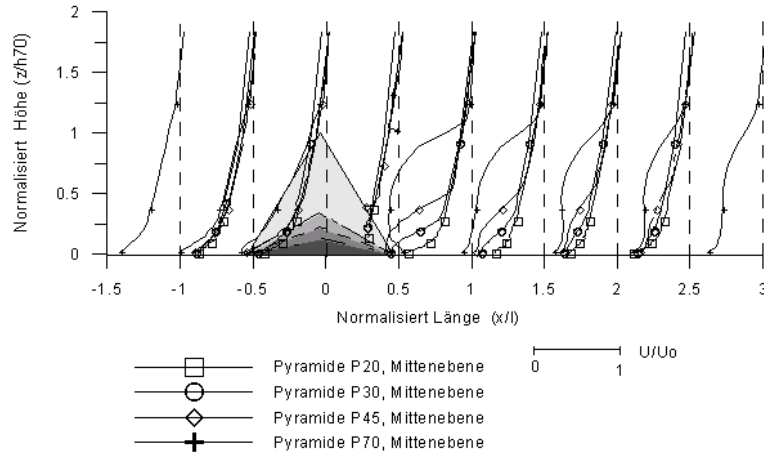 2
1.5
1
0.5
0
Normalisiert Höhe (z/h70)
-1.5 -1 -0.5 0 0.5 1 1.5 2 2.5 3
Normalisiert Länge (x/l)
Pyramide P20, Mittenebene
Pyramide P30, Mittenebene
Pyramide P45, Mittenebene
Pyramide P70, Mittenebene
U/Uo
0 1